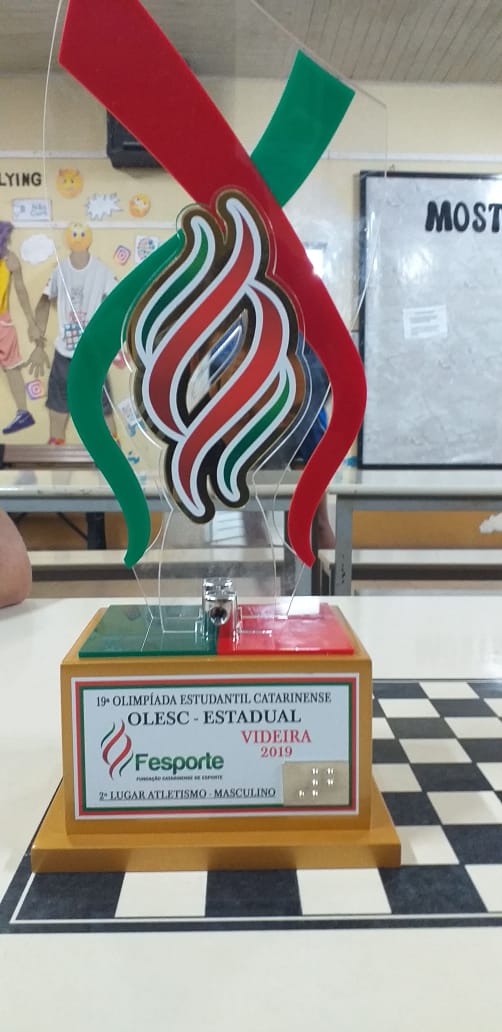 LYING
MOST
19ª OLIMPÍADA ESTUDANTIL CATARINENSE
OLESC - ESTADUAL
VIDEIRA
2019
Fesporte
FUNDAÇÃO CATARINENSE DE ESPORTE
2º LUGAR ATLETISMO - MASCULINO